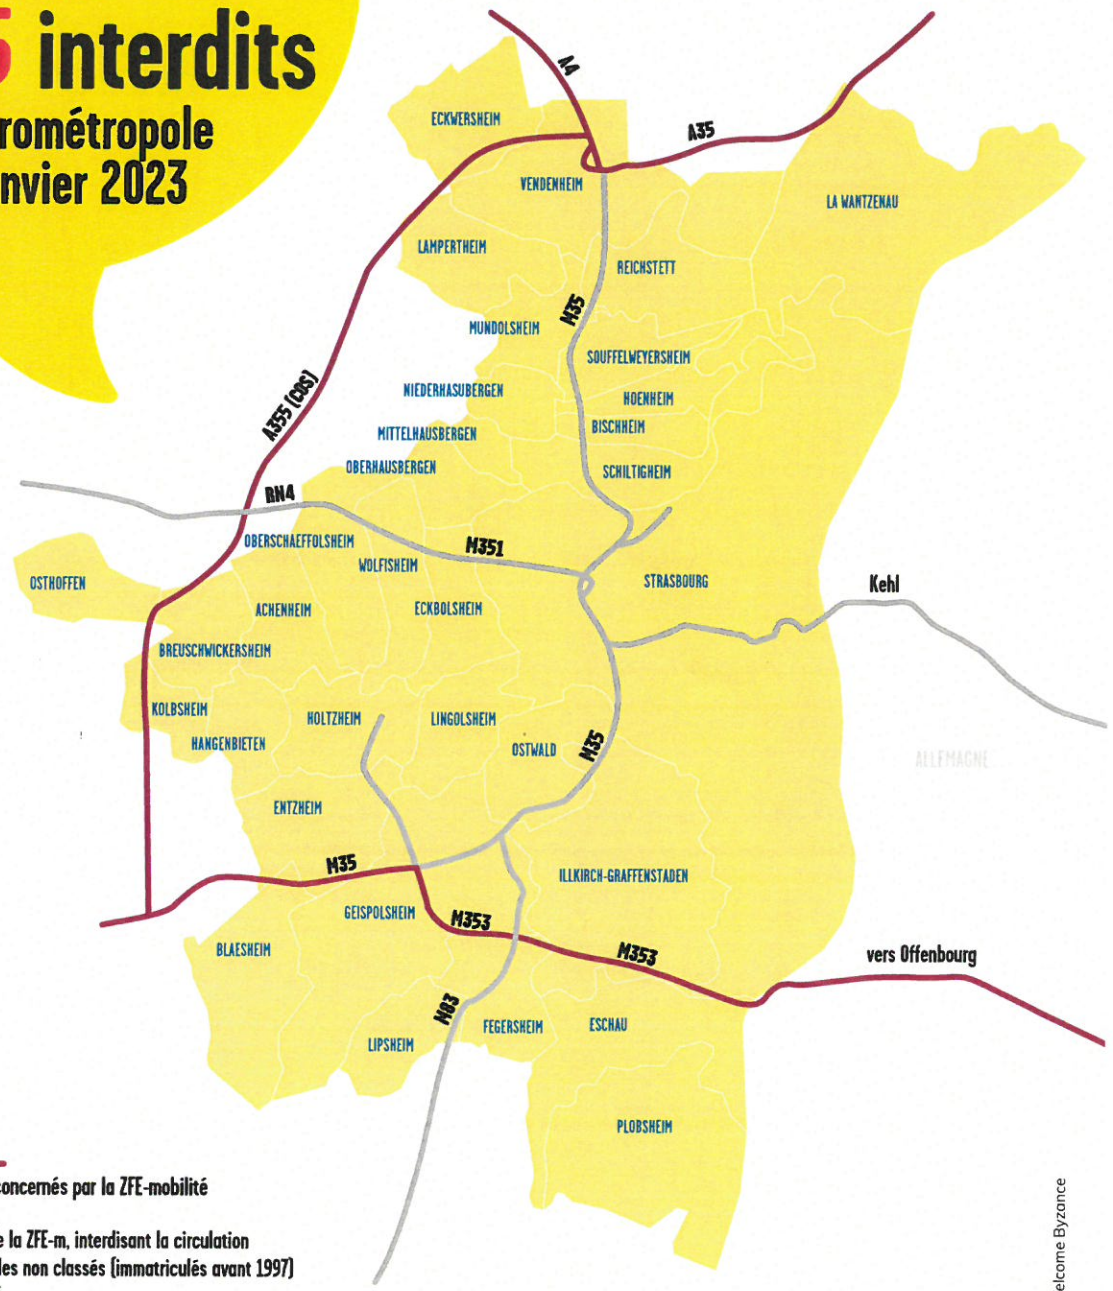 5 interdits
rométropole
nvier 2023
A4
ECKWERSHEIM
A35
VENDENHEIM
LA WANTZENAU
LAMPERTHEIM
REICHSTETT
M35
MUNDOLSHEIM
SOUFFELWEYERSHEIM
NIEDERHASUBERGEN
HOENHEIM
A355 (COS)
BISCHHEIM
MITTELHAUSBERGEN
OBERHAUSBERGEN
SCHILTIGHEIM
RN4
OBERSCHAEFFOLSHEIM
M351
WOLFISHEIM
OSTHOFFEN
STRASBOURG
Kehl
ACHENHEIM
ECKBOLSHEIM
BREUSCHWICKERSHEIM
KOLBSHEIM
HOLTZHEIM
LINGOLSHEIM
HANGENBIETEN
OSTWALD
M35
ALLEMAGNE
ENTZHEIM
M35
ILLKIRCH-GRAFFENSTADEN
GEISPOLSHEIM
M353
BLAESHEIM
M353
vers Offenbourg
M83
FEGERSHEIM
ESCHAU
LIPSHEIM
PLOBSHEIM
concernés par la ZFE-mobilité
e la ZFE-m, interdisant la circulation
les non classés (immatriculés avant 1997)
elcome Byzance